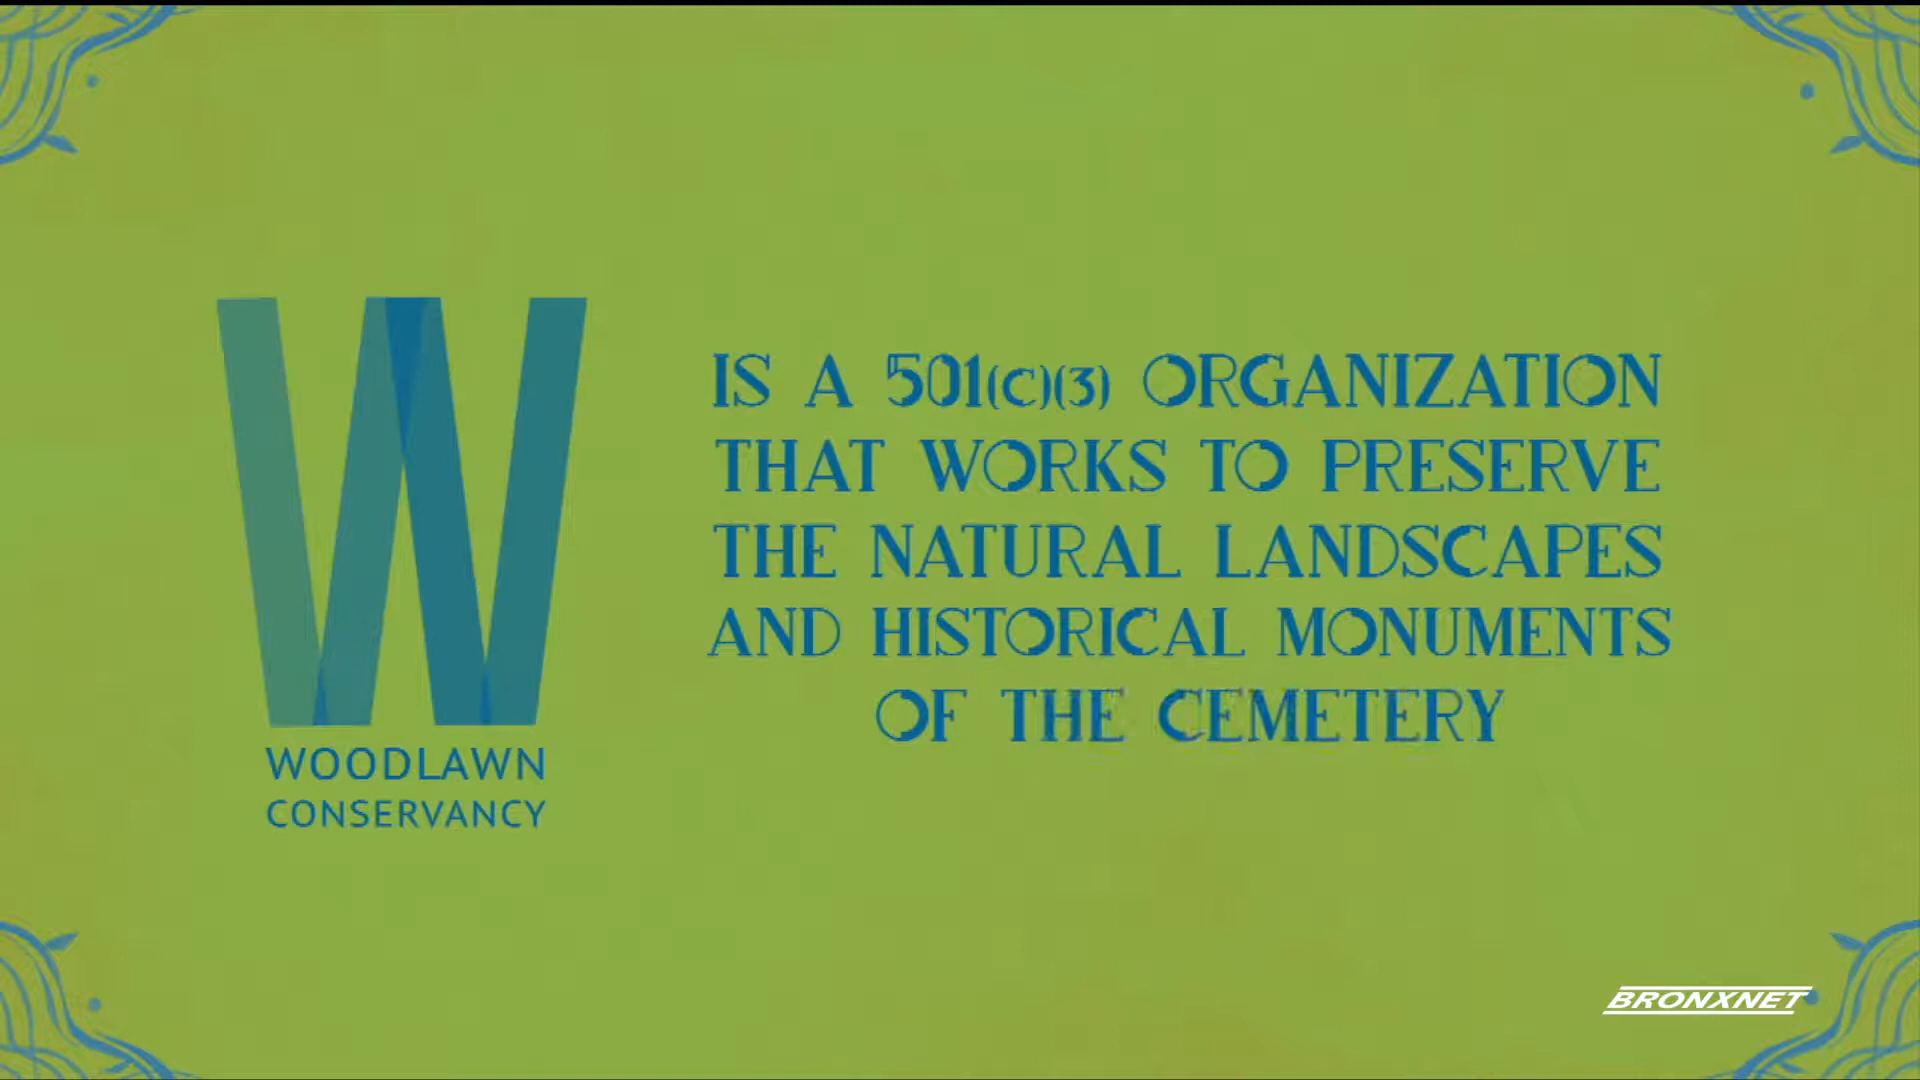 WOODLAWN
CONSERVANCY
IS A 501(C)(3) ORGANIZATION
THAT WORKS TO PRESERVE
THE NATURAL LANDSCAPES
AND HISTORICAL MONUMENTS
OF THE CEMETERY
BRONXNET